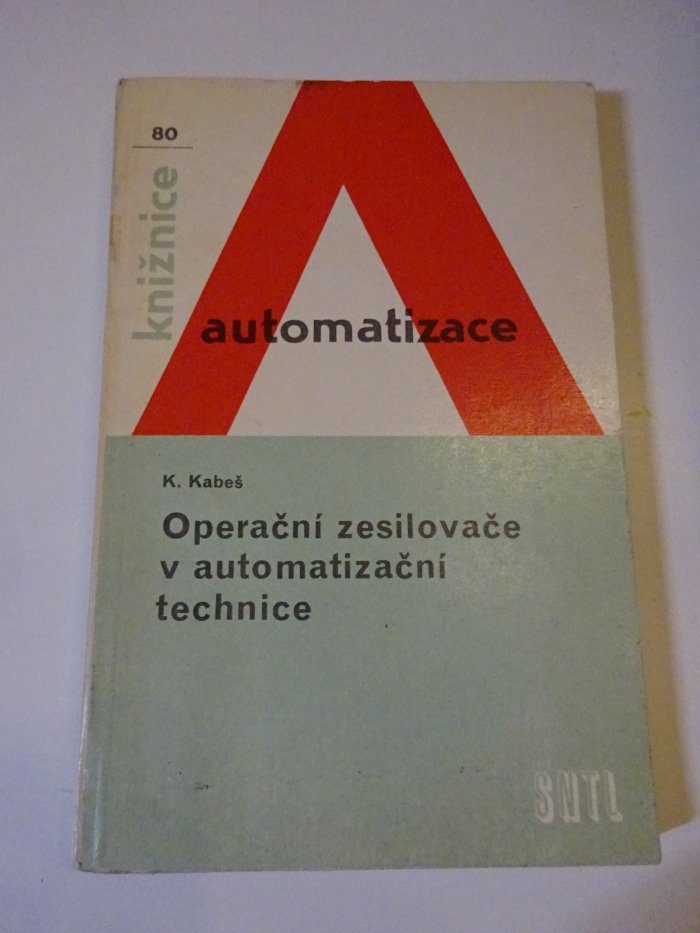 80
knižnice
automatizace
K. Kabeš
Operační zesilovače
v automatizační
technice
SNTL